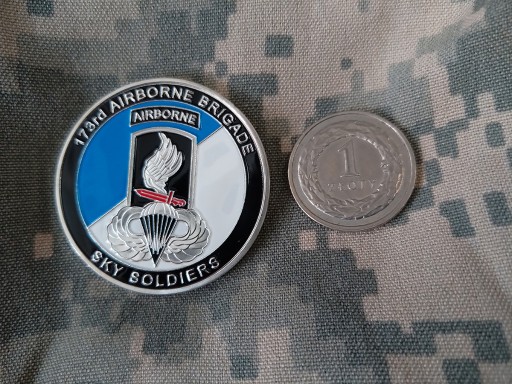 173rd AIRBORNE BRIGADE
AIRBORNE
SKY SOLDIERS
1
ZŁOTY